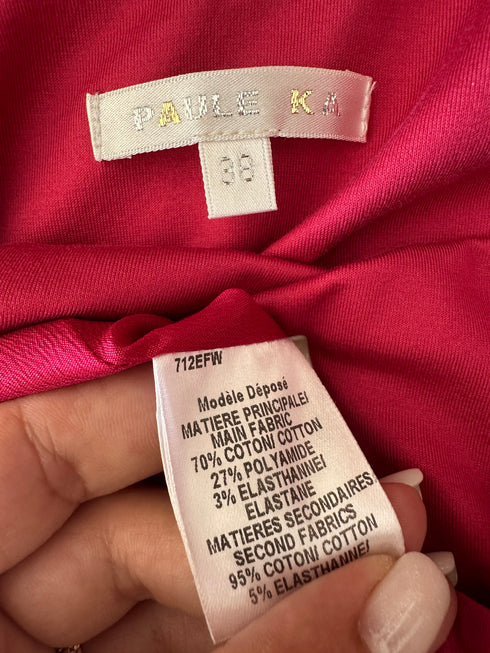 PAULE KA
38
712EFW
Modèle Déposé
MATIERE PRINCIPALE/
MAIN FABRIC
70% COTON/ COTTON
27% POLYAMIDE
3% ELASTHANNE/
ELASTANE
MATIERES SECONDAIRES/
SECOND FABRICS
95% COTON/ COTTON
5% ELASTHANNE/